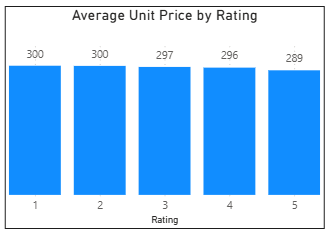 Average Unit Price by Rating
300 300 297 296 289
1 2 3 4 5
Rating